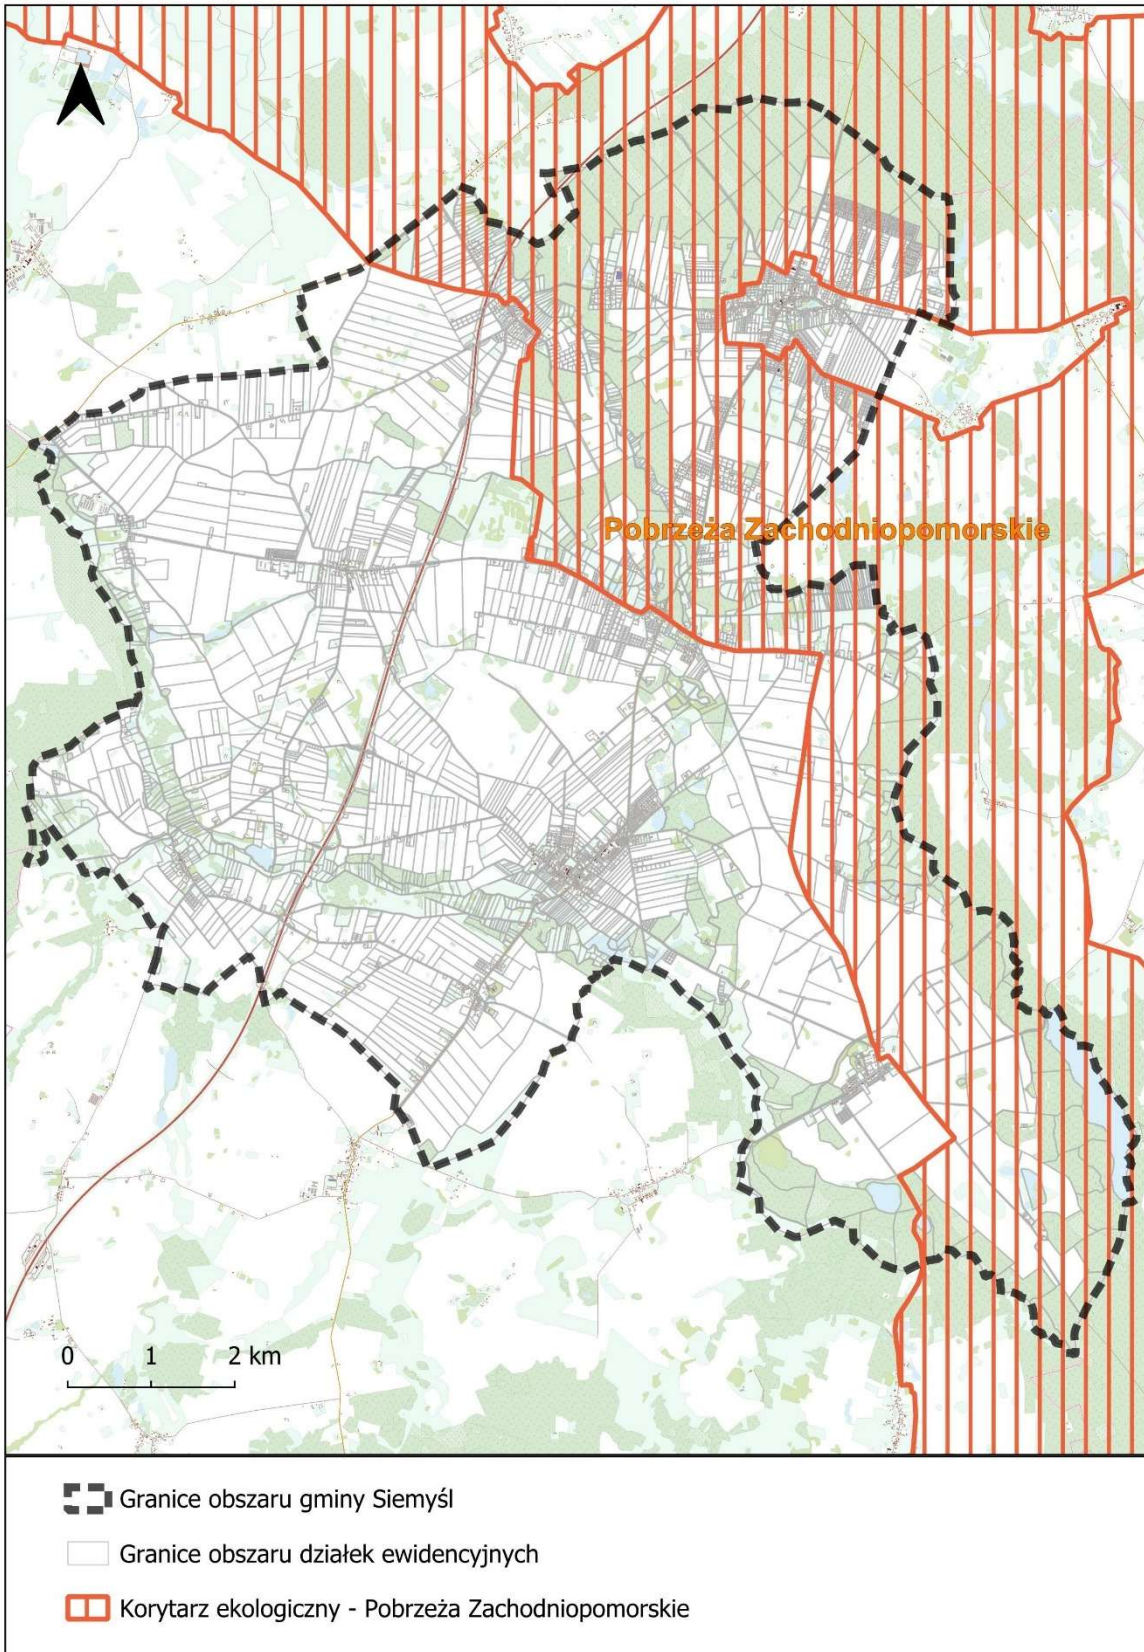 Pobrzeża Zachodniopomorskie
0 1 2 km
Granice obszaru gminy Siemyśl
Granice obszaru działek ewidencyjnych
Korytarz ekologiczny - Pobrzeża Zachodniopomorskie